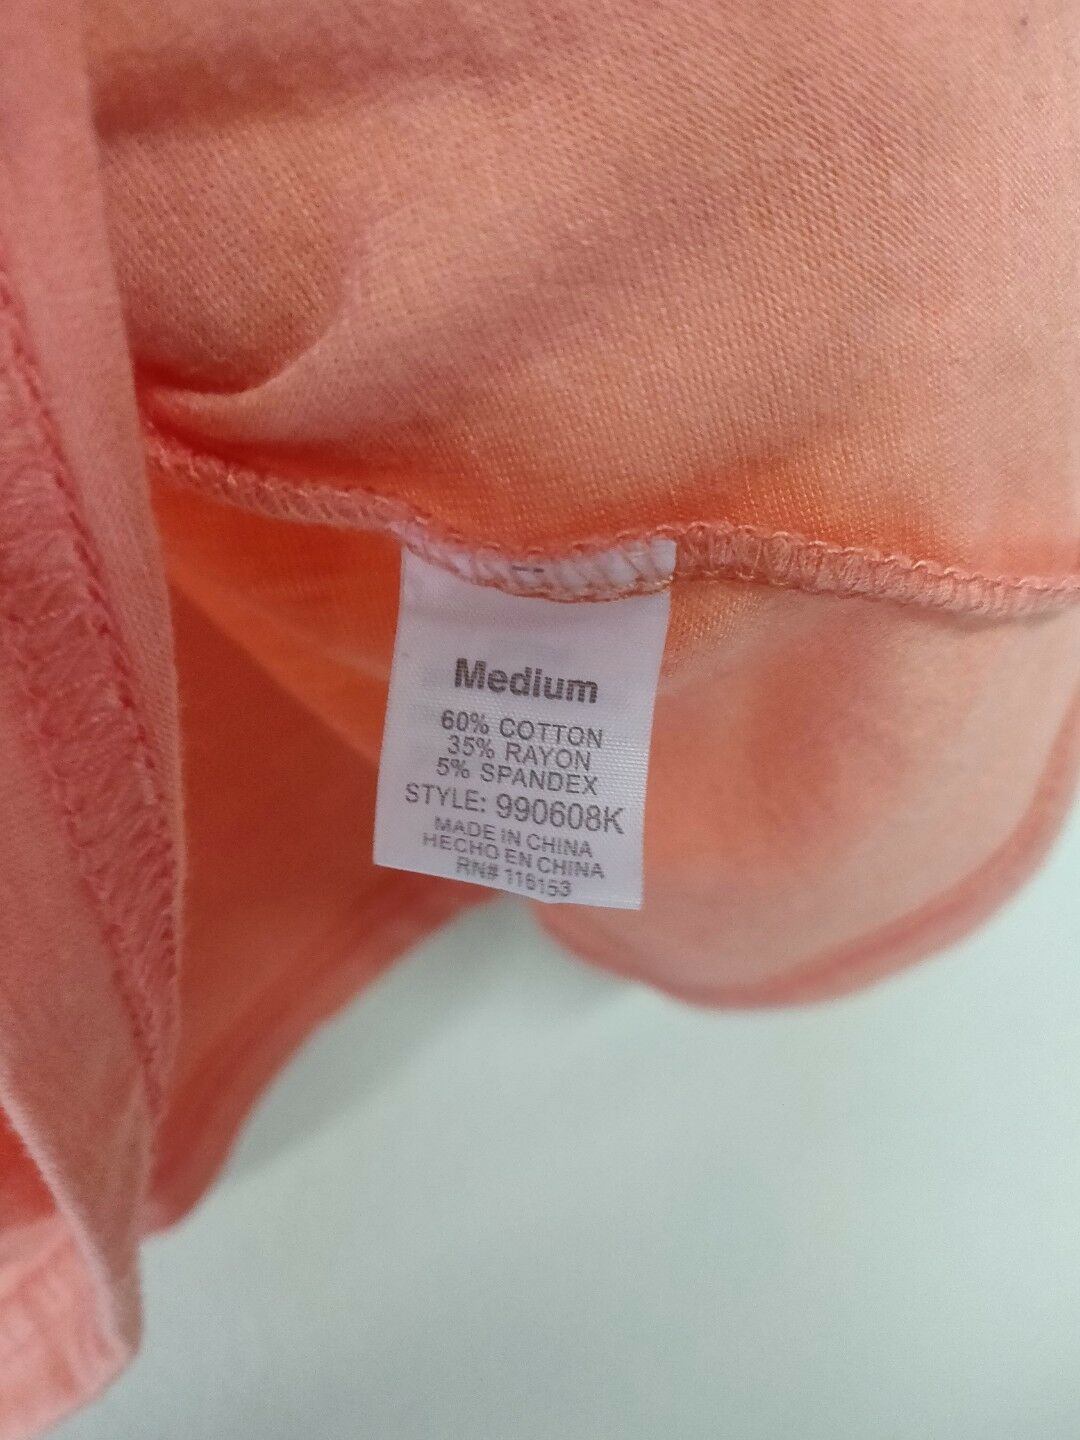 Medium
60% COTTON
35% RAYON
5% SPANDEX
STYLE: 990608K
MADE IN CHINA
HECHO EN CHINA
RN# 116153